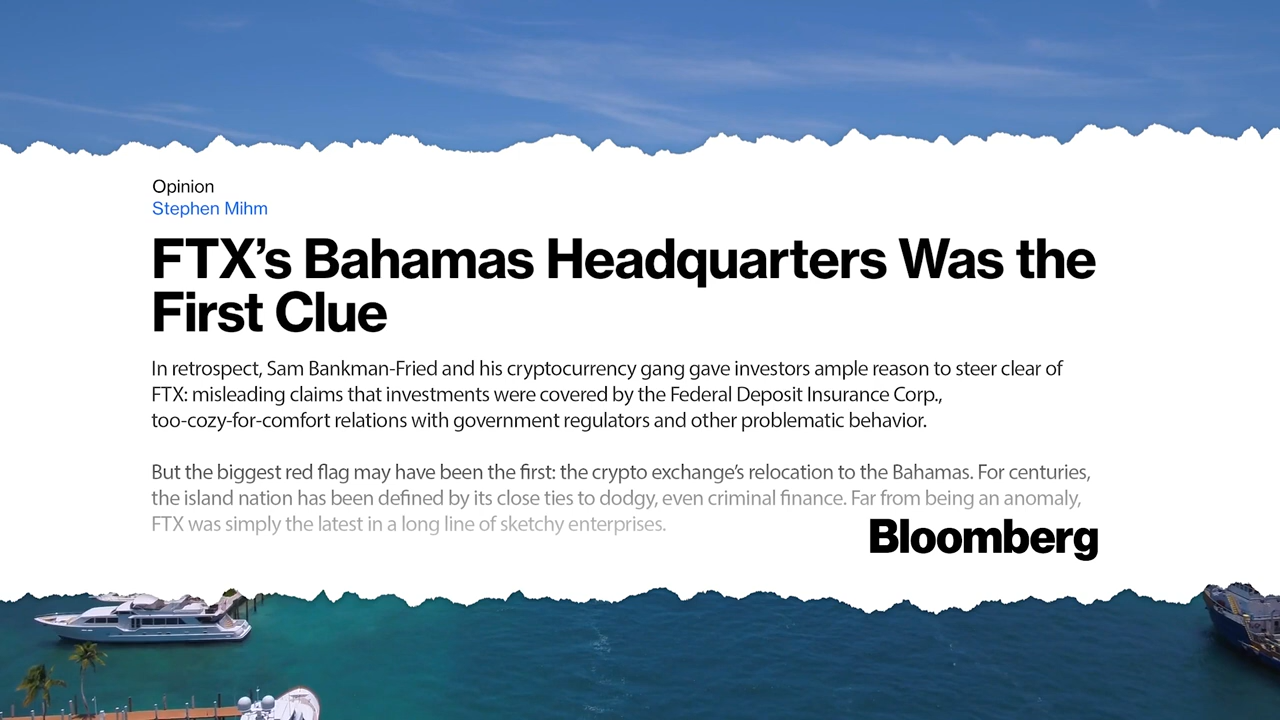 Opinion
Stephen Mihm
FTX’s Bahamas Headquarters Was the
First Clue
In retrospect, Sam Bankman-Fried and his cryptocurrency gang gave investors ample reason to steer clear of
FTX: misleading claims that investments were covered by the Federal Deposit Insurance Corp.,
too-cozy-for-comfort relations with government regulators and other problematic behavior.
But the biggest red flag may have been the first: the crypto exchange’s relocation to the Bahamas. For centuries,
the island nation has been defined by its close ties to dodgy, even criminal finance. Far from being an anomaly,
FTX was simply the latest in a long line of sketchy enterprises.
Bloomberg